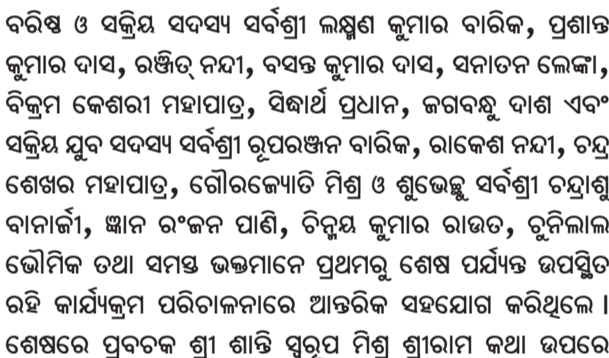 ବରିଷ୍ଠ ଓ ସକ୍ରିୟ ସଦସ୍ୟ ସର୍ବଶ୍ରୀ ଲକ୍ଷ୍ମଣ କୁମାର ବାରିକ, ପ୍ରଶାନ୍ତ
କୁମାର ଦାସ, ରଞ୍ଜିତ୍ ନନ୍ଦୀ, ବସନ୍ତ କୁମାର ଦାସ, ସନାତନ ଲେଙ୍କା,
ବିକ୍ରମ କେଶରୀ ମହାପାତ୍ର, ସିଦ୍ଧାର୍ଥ ପ୍ରଧାନ, ଜଗବନ୍ଧୁ ଦାଶ ଏବଂ
ସକ୍ରିୟ ଯୁବ ସଦସ୍ୟ ସର୍ବଶ୍ରୀ ରୂପରଞ୍ଜନ ବାରିକ, ରାକେଶ ନନ୍ଦୀ, ଚନ୍ଦ୍ର
ଶେଖର ମହାପାତ୍ର, ଗୌରଜ୍ୟୋତି ମିଶ୍ର ଓ ଶୁଭେଚ୍ଛୁ ସର୍ବଶ୍ରୀ ଚନ୍ଦ୍ରାଶୁ
ବାନାର୍ଜୀ, ଜ୍ଞାନ ରଂଜନ ପାଣି, ଚିନ୍ମୟ କୁମାର ରାଉତ, ଚୁନିଲାଲ
ଭୌମିକ ତଥା ସମସ୍ତ ଭକ୍ତମାନେ ପ୍ରଥମରୁ ଶେଷ ପର୍ଯ୍ୟନ୍ତ ଉପସ୍ଥିତ
ରହି କାର୍ଯ୍ୟକ୍ରମ ପରିଚାଳନାରେ ଆନ୍ତରିକ ସହଯୋଗ କରିଥିଲେ ।
ଶେଷରେ ପ୍ରବଚକ ଶ୍ରୀ ଶାନ୍ତି ସ୍ୱରୂପ ମିଶ୍ର ଶ୍ରୀରାମ କଥା ଉପରେ